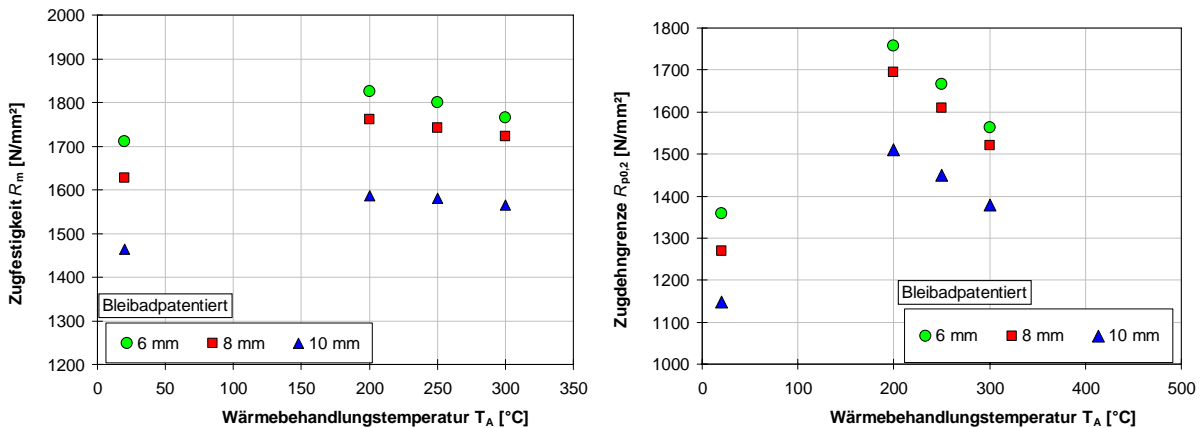 Zugfestigkeit Rm [N/mm²]
2000
1900
1800
1700
1600
1500
1400
1300
1200
0 50 100 150 200 250 300 350
Wärmebehandlungstemperatur TA [°C]
Bleibadpatentiert
6 mm 8 mm 10 mm
Zugdehngrenze Rp0,2 [N/mm²]
1800
1700
1600
1500
1400
1300
1200
1100
1000
0 100 200 300 400 500
Wärmebehandlungstemperatur TA [°C]
Bleibadpatentiert
6 mm 8 mm 10 mm